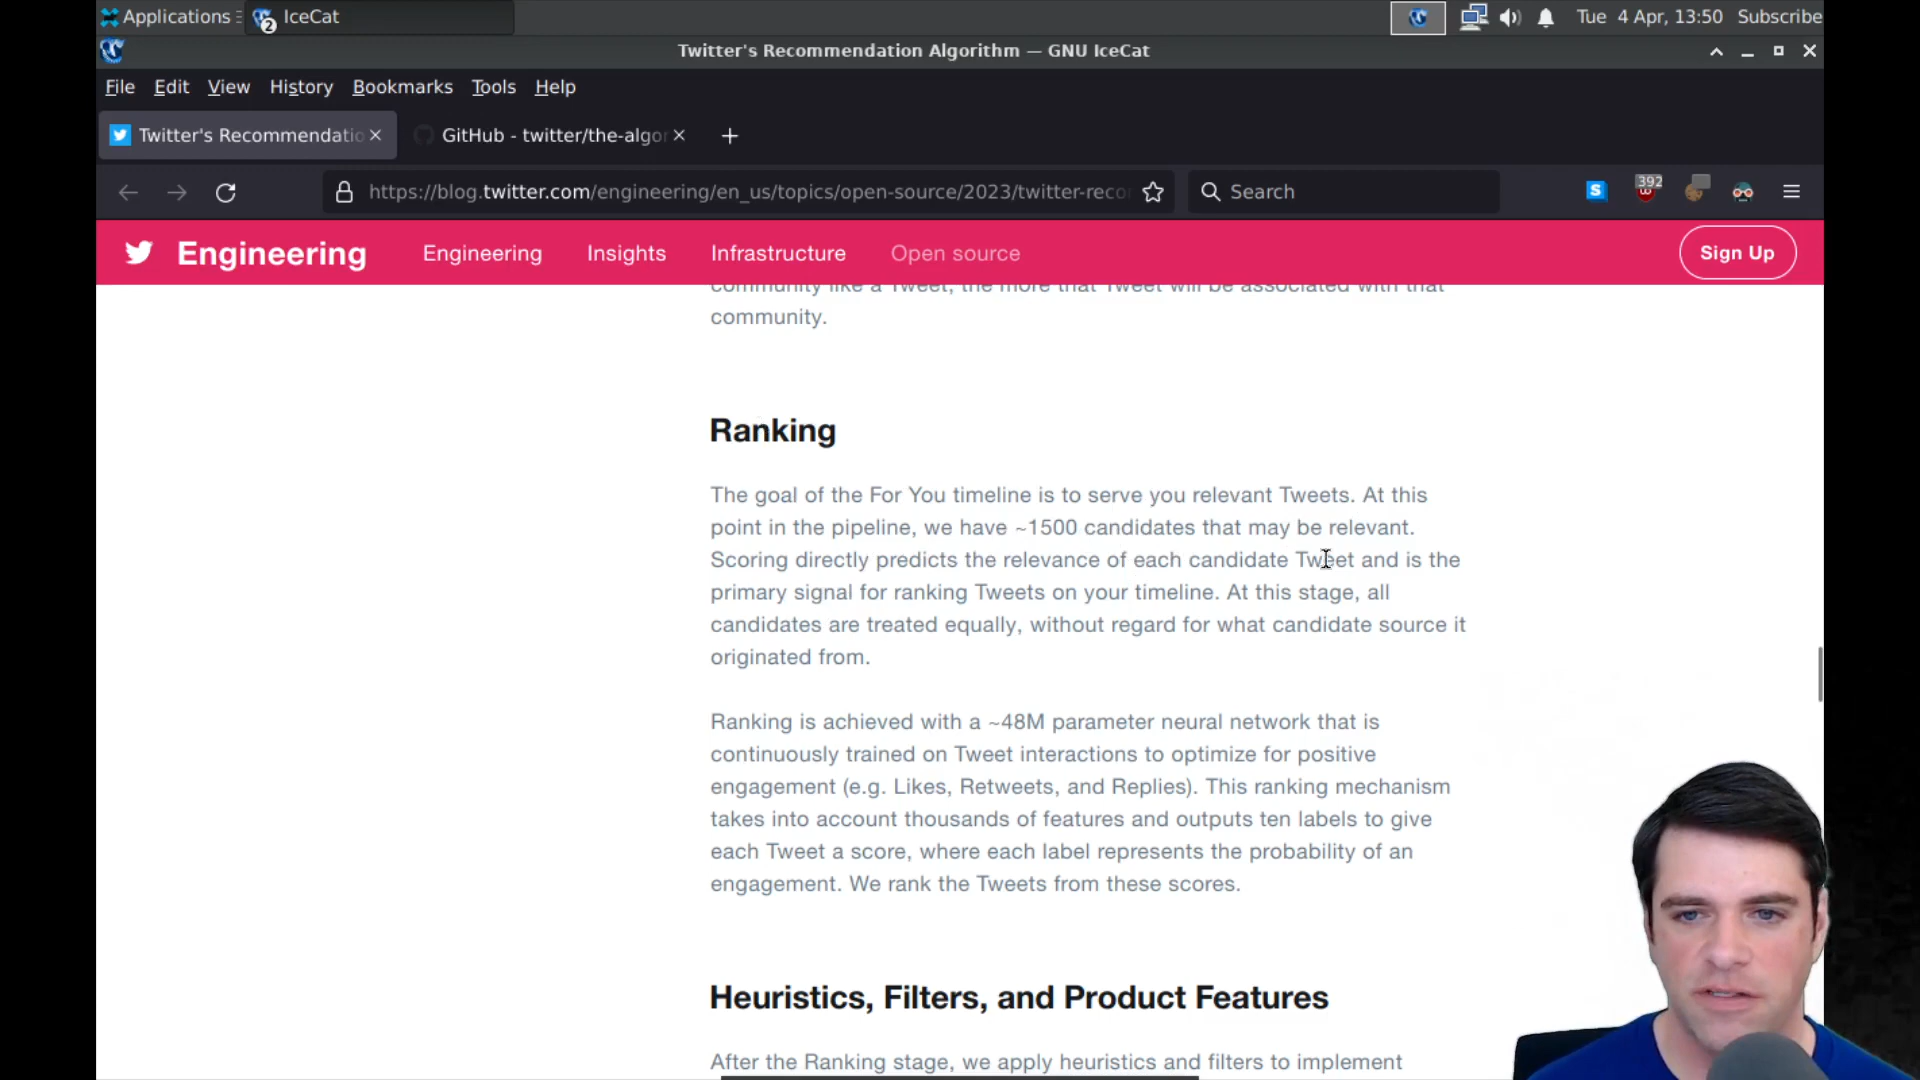 Applications
2
IceCat
Tue 4 Apr, 13:50
Subscribe
Twitter's Recommendation Algorithm — GNU IceCat
File Edit View History Bookmarks Tools Help
Twitter's Recommendatio
GitHub - twitter/the-algor
https://blog.twitter.com/engineering/en_us/topics/open-source/2023/twitter-reco
Search
S
392
Engineering
Engineering
Insights
Infrastructure
Open source
Sign Up
community like a Tweet, the more that Tweet will be associated with that
community.
Ranking
The goal of the For You timeline is to serve you relevant Tweets. At this
point in the pipeline, we have ~1500 candidates that may be relevant.
Scoring directly predicts the relevance of each candidate Tweet and is the
primary signal for ranking Tweets on your timeline. At this stage, all
candidates are treated equally, without regard for what candidate source it
originated from.
Ranking is achieved with a ~48M parameter neural network that is
continuously trained on Tweet interactions to optimize for positive
engagement (e.g. Likes, Retweets, and Replies). This ranking mechanism
takes into account thousands of features and outputs ten labels to give
each Tweet a score, where each label represents the probability of an
engagement. We rank the Tweets from these scores.
Heuristics, Filters, and Product Features
After the Ranking stage, we apply heuristics and filters to implement